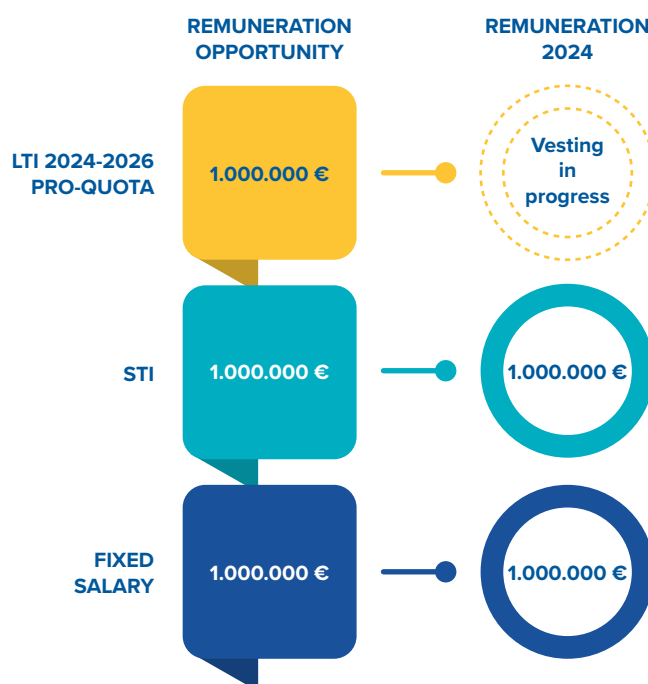 REMUNERATION
OPPORTUNITY
REMUNERATION
2024
LTI 2024-2026
PRO-QUOTA
1.000.000 €
Vesting
in
progress
STI
1.000.000 €
1.000.000 €
FIXED
SALARY
1.000.000 €
1.000.000 €